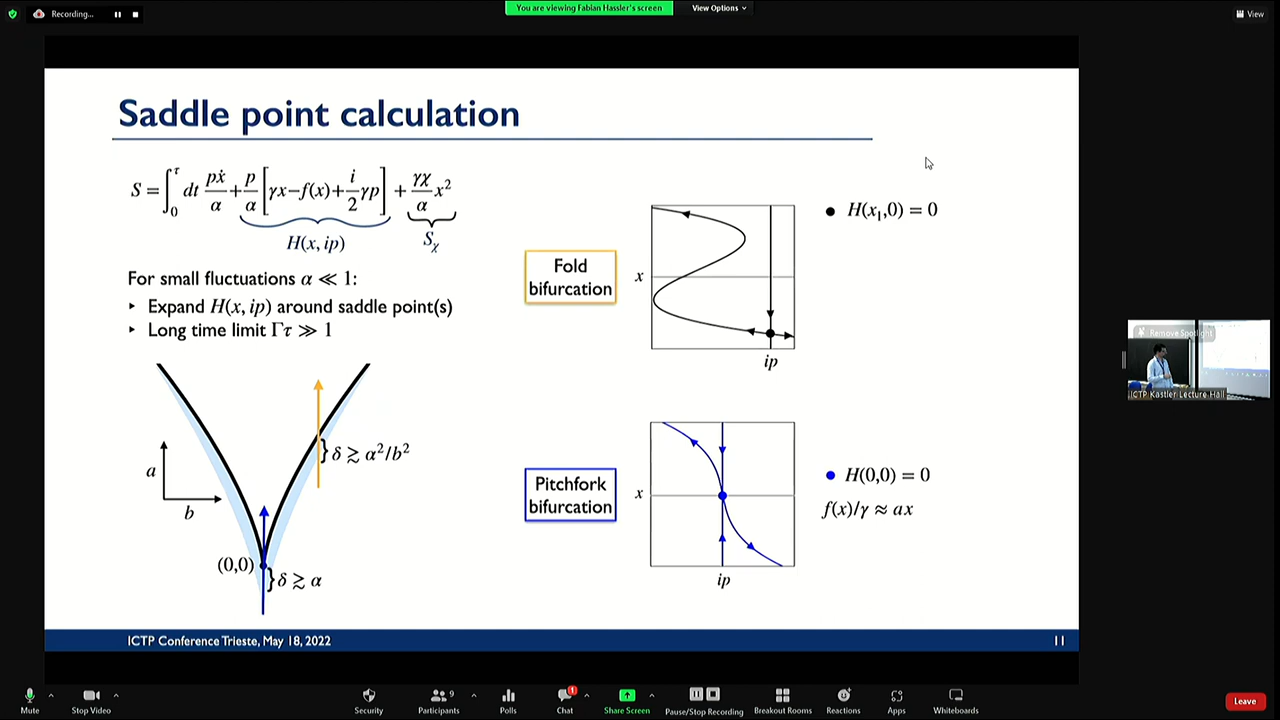 Recording...
You are viewing Fabian Hassler's screen
View Options
View
Saddle point calculation
S = ∫₀^τ dt pẋ/α + p/α [γx − f(x) + i/2 γp] + γχ/α x²
H(x, ip)
S_χ
For small fluctuations α ≪ 1:
‣ Expand H(x, ip) around saddle point(s)
‣ Long time limit Γτ ≫ 1
a
b
(0,0)
} δ ≳ α²/b²
} δ ≳ α
Fold
bifurcation
x
ip
● H(x₁,0) = 0
Pitchfork
bifurcation
x
ip
● H(0,0) = 0
f(x)/γ ≈ ax
ICTP Conference Trieste, May 18, 2022
11
Remove Spotlight
ICTP Kastler Lecture Hall
Mute
Stop Video
Security
9
Participants
Polls
1
Chat
Share Screen
Pause/Stop Recording
Breakout Rooms
Reactions
Apps
Whiteboards
Leave